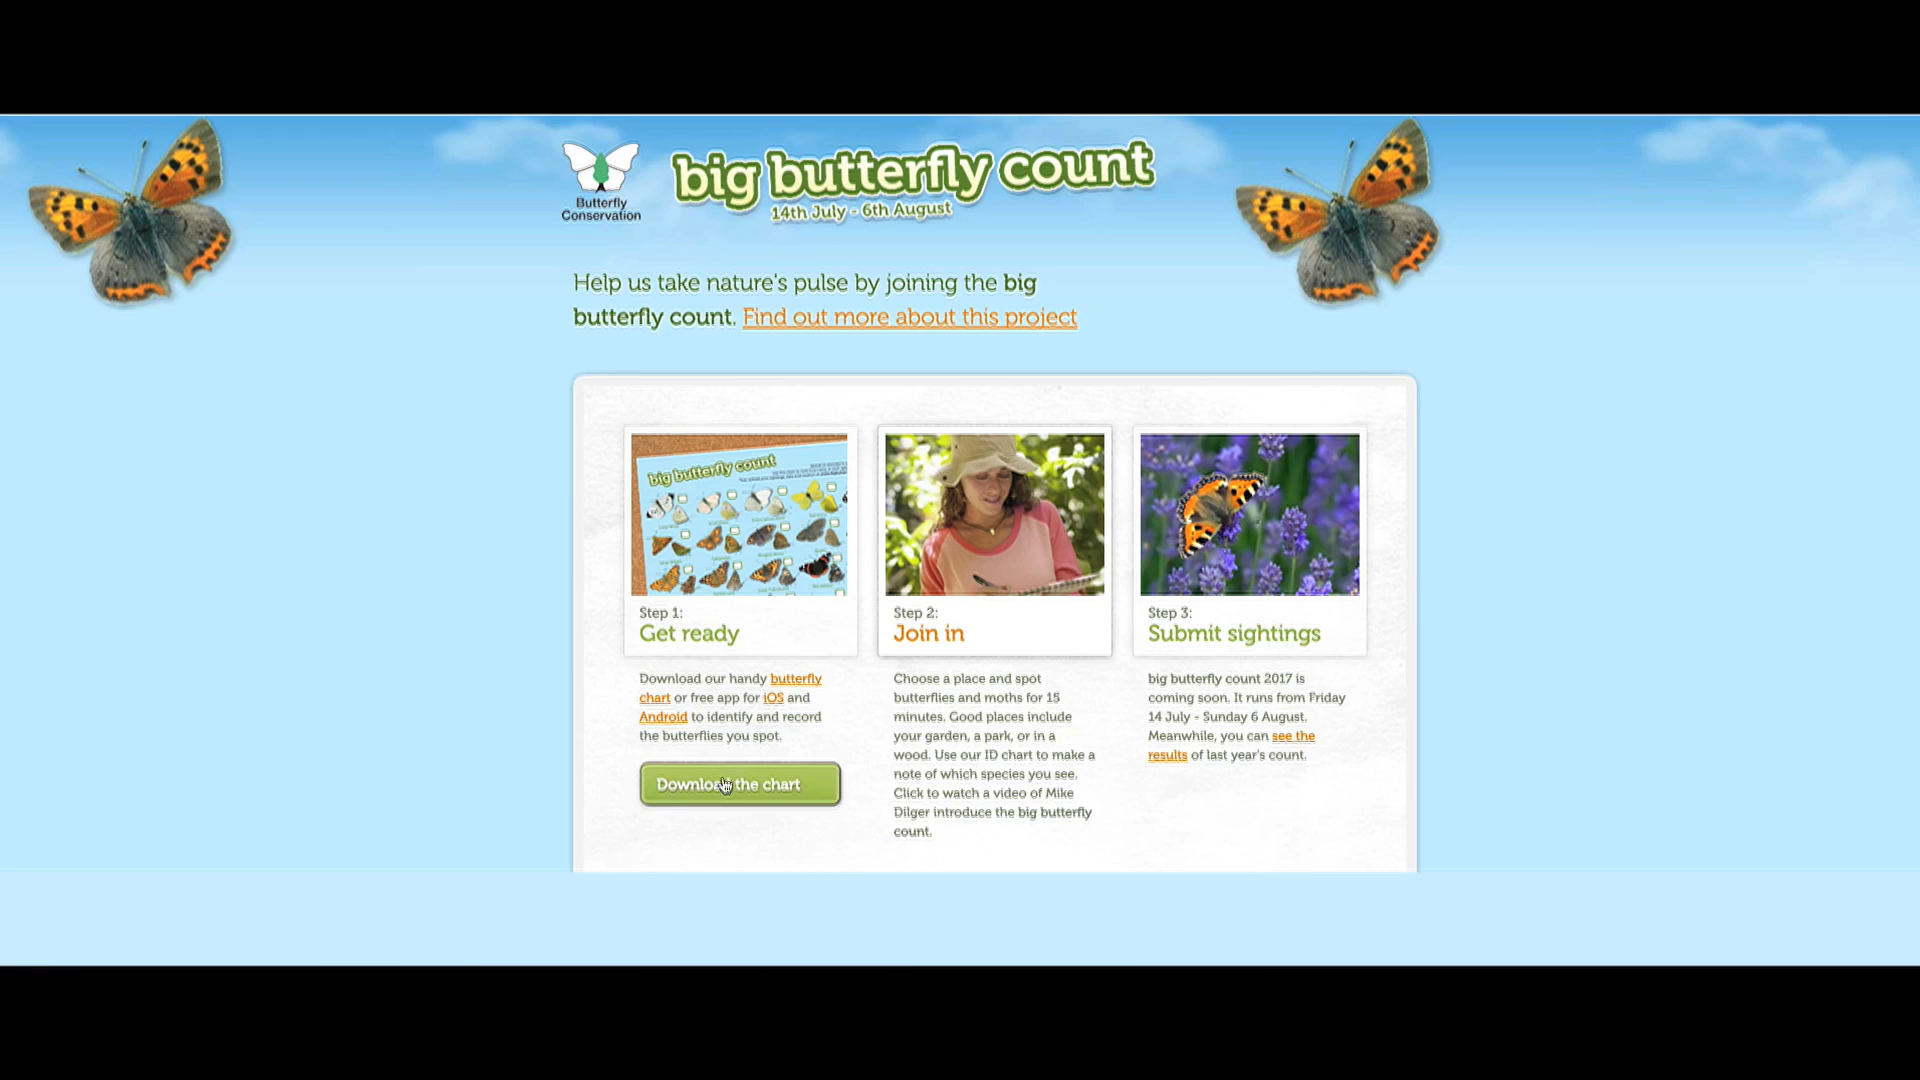 Butterfly
Conservation
big butterfly count
14th July - 6th August
Help us take nature's pulse by joining the big
butterfly count. Find out more about this project
big butterfly count
Step 1:
Get ready
Download our handy butterfly
chart or free app for iOS and
Android to identify and record
the butterflies you spot.
Download the chart
Step 2:
Join in
Choose a place and spot
butterflies and moths for 15
minutes. Good places include
your garden, a park, or in a
wood. Use our ID chart to make a
note of which species you see.
Click to watch a video of Mike
Dilger introduce the big butterfly
count.
Step 3:
Submit sightings
big butterfly count 2017 is
coming soon. It runs from Friday
14 July - Sunday 6 August.
Meanwhile, you can see the
results of last year's count.